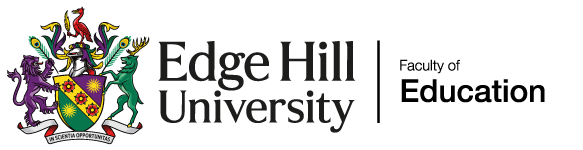 Edge Hill
University
Faculty of
Education
IN SCIENTIA OPPORTUNITAS